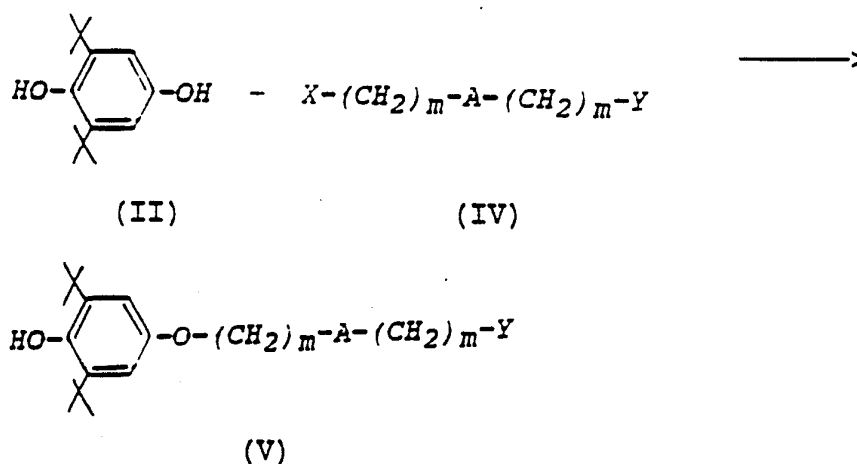 HO- -OH - X-(CH2)m-A-(CH2)m-Y
(II) (IV)
HO- -O-(CH2)m-A-(CH2)m-Y
(V)